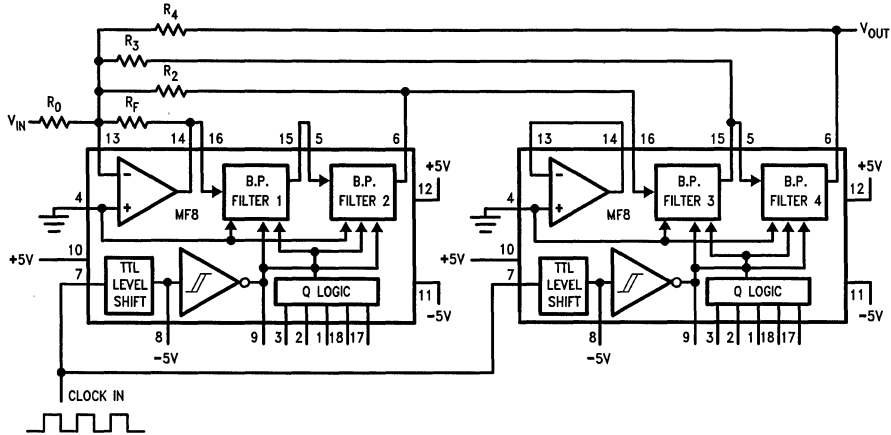 R4
VOUT
R3
R2
VIN
R0
RF
13
14
16
15
5
6
13
14
16
15
5
6
+5V
+5V
B.P.
FILTER 1
B.P.
FILTER 2
B.P.
FILTER 3
B.P.
FILTER 4
12
12
4
MF8
4
MF8
-
+
-
+
+5V
10
+5V
10
7
7
TTL
LEVEL
SHIFT
TTL
LEVEL
SHIFT
Q LOGIC
Q LOGIC
11
11
-5V
-5V
8
-5V
9
3
2
1
18
17
8
-5V
9
3
2
1
18
17
CLOCK IN